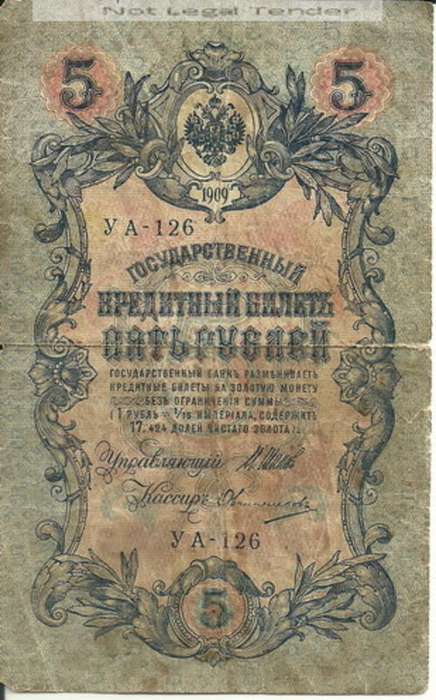 Not Legal Tender
5 5
1909
УА-126
ГОСУДАРСТВЕННЫЙ
КРЕДИТНЫЙ БИЛЕТЪ
ПЯТЬ РУБЛЕЙ
ГОСУДАРСТВЕННЫЙ БАНКЪ РАЗМѢНИВАЕТЪ
КРЕДИТНЫЕ БИЛЕТЫ НА ЗОЛОТУЮ МОНЕТУ
БЕЗЪ ОГРАНИЧЕНІЯ СУММЫ
(1 РУБЛЬ = 1/15 ИМПЕРІАЛА, СОДЕРЖИТЪ
17,424 ДОЛЕЙ ЧИСТАГО ЗОЛОТА).
Управляющій
Кассиръ
УА-126
5